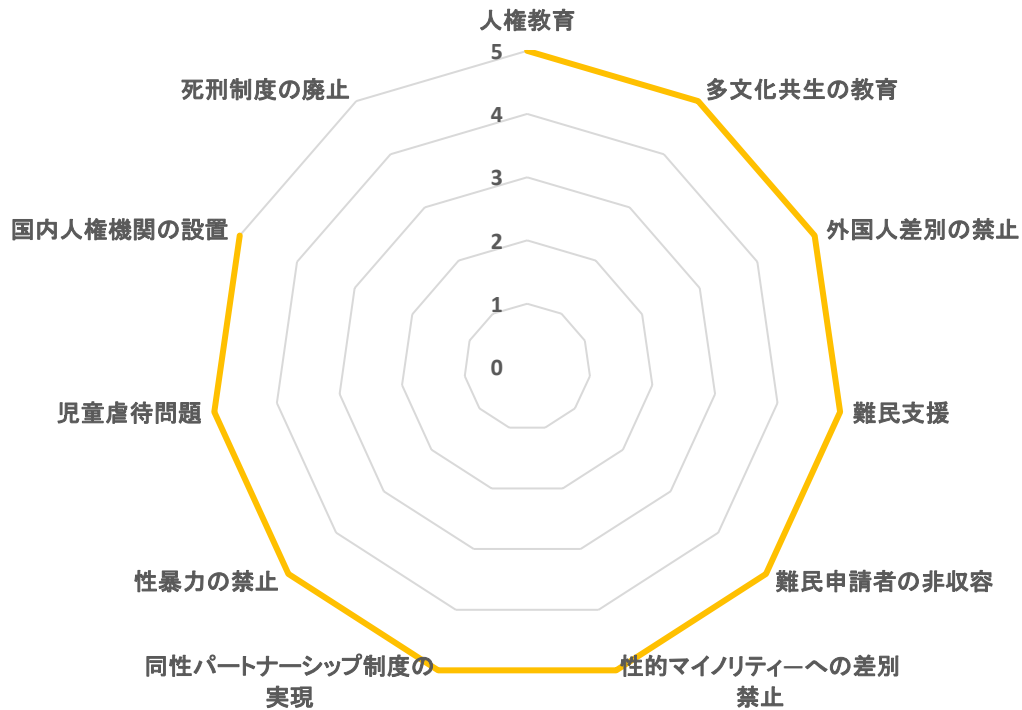 人権教育
5
死刑制度の廃止
多文化共生の教育
4
3
国内人権機関の設置
外国人差別の禁止
2
1
0
児童虐待問題
難民支援
性暴力の禁止
難民申請者の非収容
同性パートナーシップ制度の
実現
性的マイノリティーへの差別
禁止